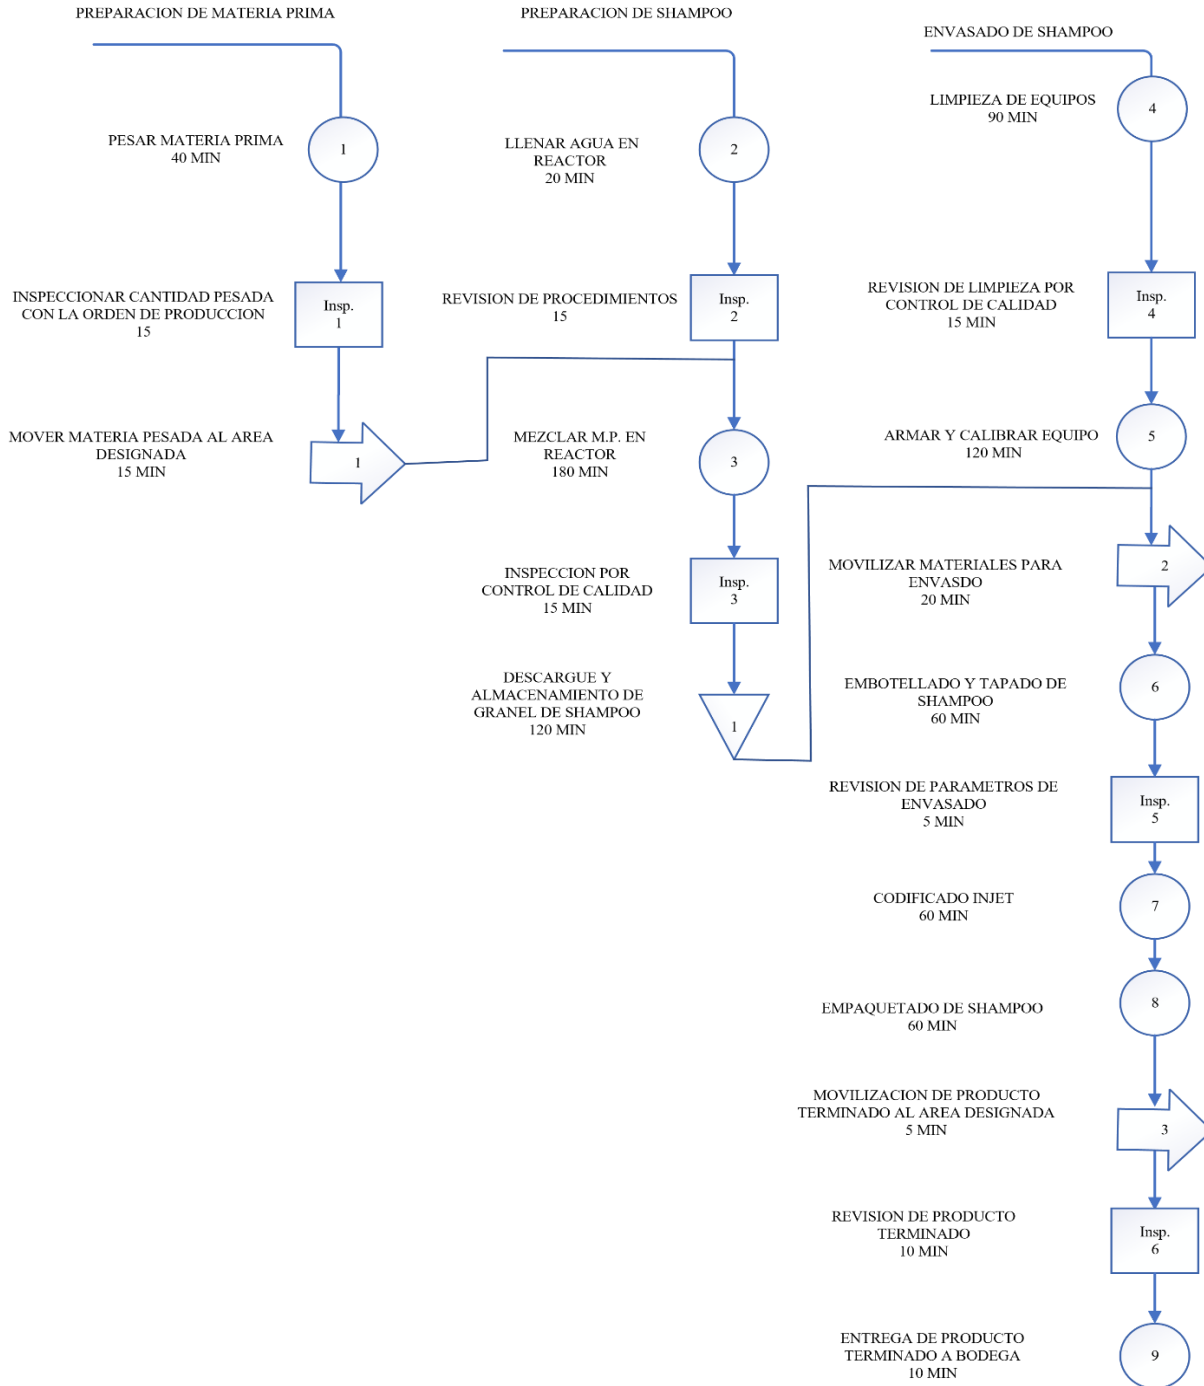 PREPARACION DE MATERIA PRIMA
PESAR MATERIA PRIMA
40 MIN
1
INSPECCIONAR CANTIDAD PESADA
CON LA ORDEN DE PRODUCCION
15
Insp.
1
MOVER MATERIA PESADA AL AREA
DESIGNADA
15 MIN
1
PREPARACION DE SHAMPOO
LLENAR AGUA EN
REACTOR
20 MIN
2
REVISION DE PROCEDIMIENTOS
15
Insp.
2
MEZCLAR M.P. EN
REACTOR
180 MIN
3
INSPECCION POR
CONTROL DE CALIDAD
15 MIN
Insp.
3
DESCARGUE Y
ALMACENAMIENTO DE
GRANEL DE SHAMPOO
120 MIN
1
ENVASADO DE SHAMPOO
LIMPIEZA DE EQUIPOS
90 MIN
4
REVISION DE LIMPIEZA POR
CONTROL DE CALIDAD
15 MIN
Insp.
4
ARMAR Y CALIBRAR EQUIPO
120 MIN
5
MOVILIZAR MATERIALES PARA
ENVASDO
20 MIN
2
EMBOTELLADO Y TAPADO DE
SHAMPOO
60 MIN
6
REVISION DE PARAMETROS DE
ENVASADO
5 MIN
Insp.
5
CODIFICADO INJET
60 MIN
7
EMPAQUETADO DE SHAMPOO
60 MIN
8
MOVILIZACION DE PRODUCTO
TERMINADO AL AREA DESIGNADA
5 MIN
3
REVISION DE PRODUCTO
TERMINADO
10 MIN
Insp.
6
ENTREGA DE PRODUCTO
TERMINADO A BODEGA
10 MIN
9